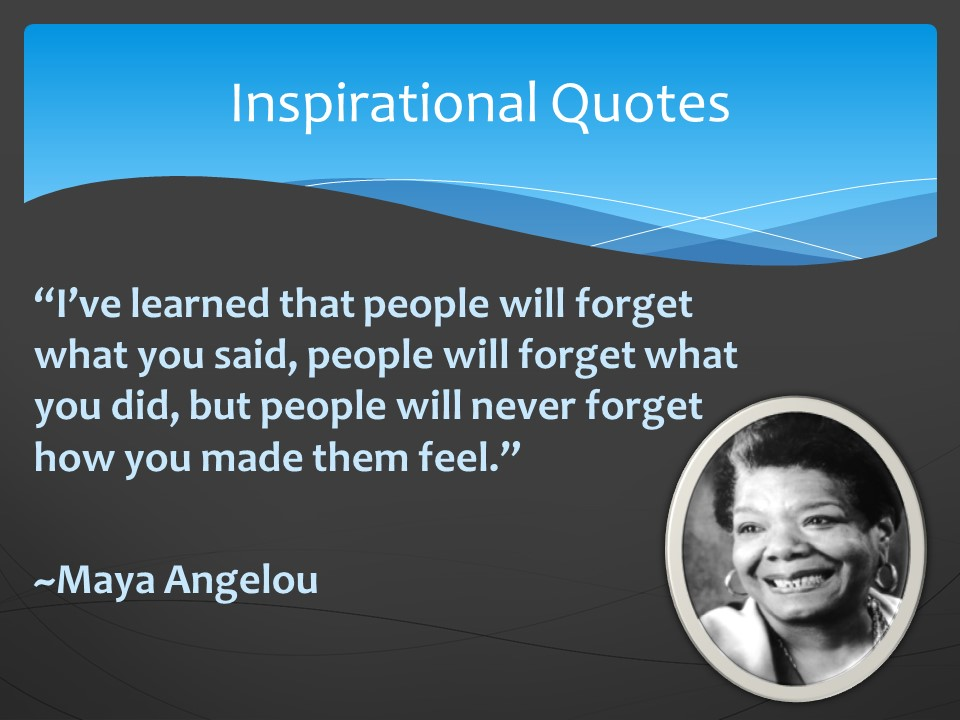 Inspirational Quotes
“I’ve learned that people will forget
what you said, people will forget what
you did, but people will never forget
how you made them feel.”
~Maya Angelou